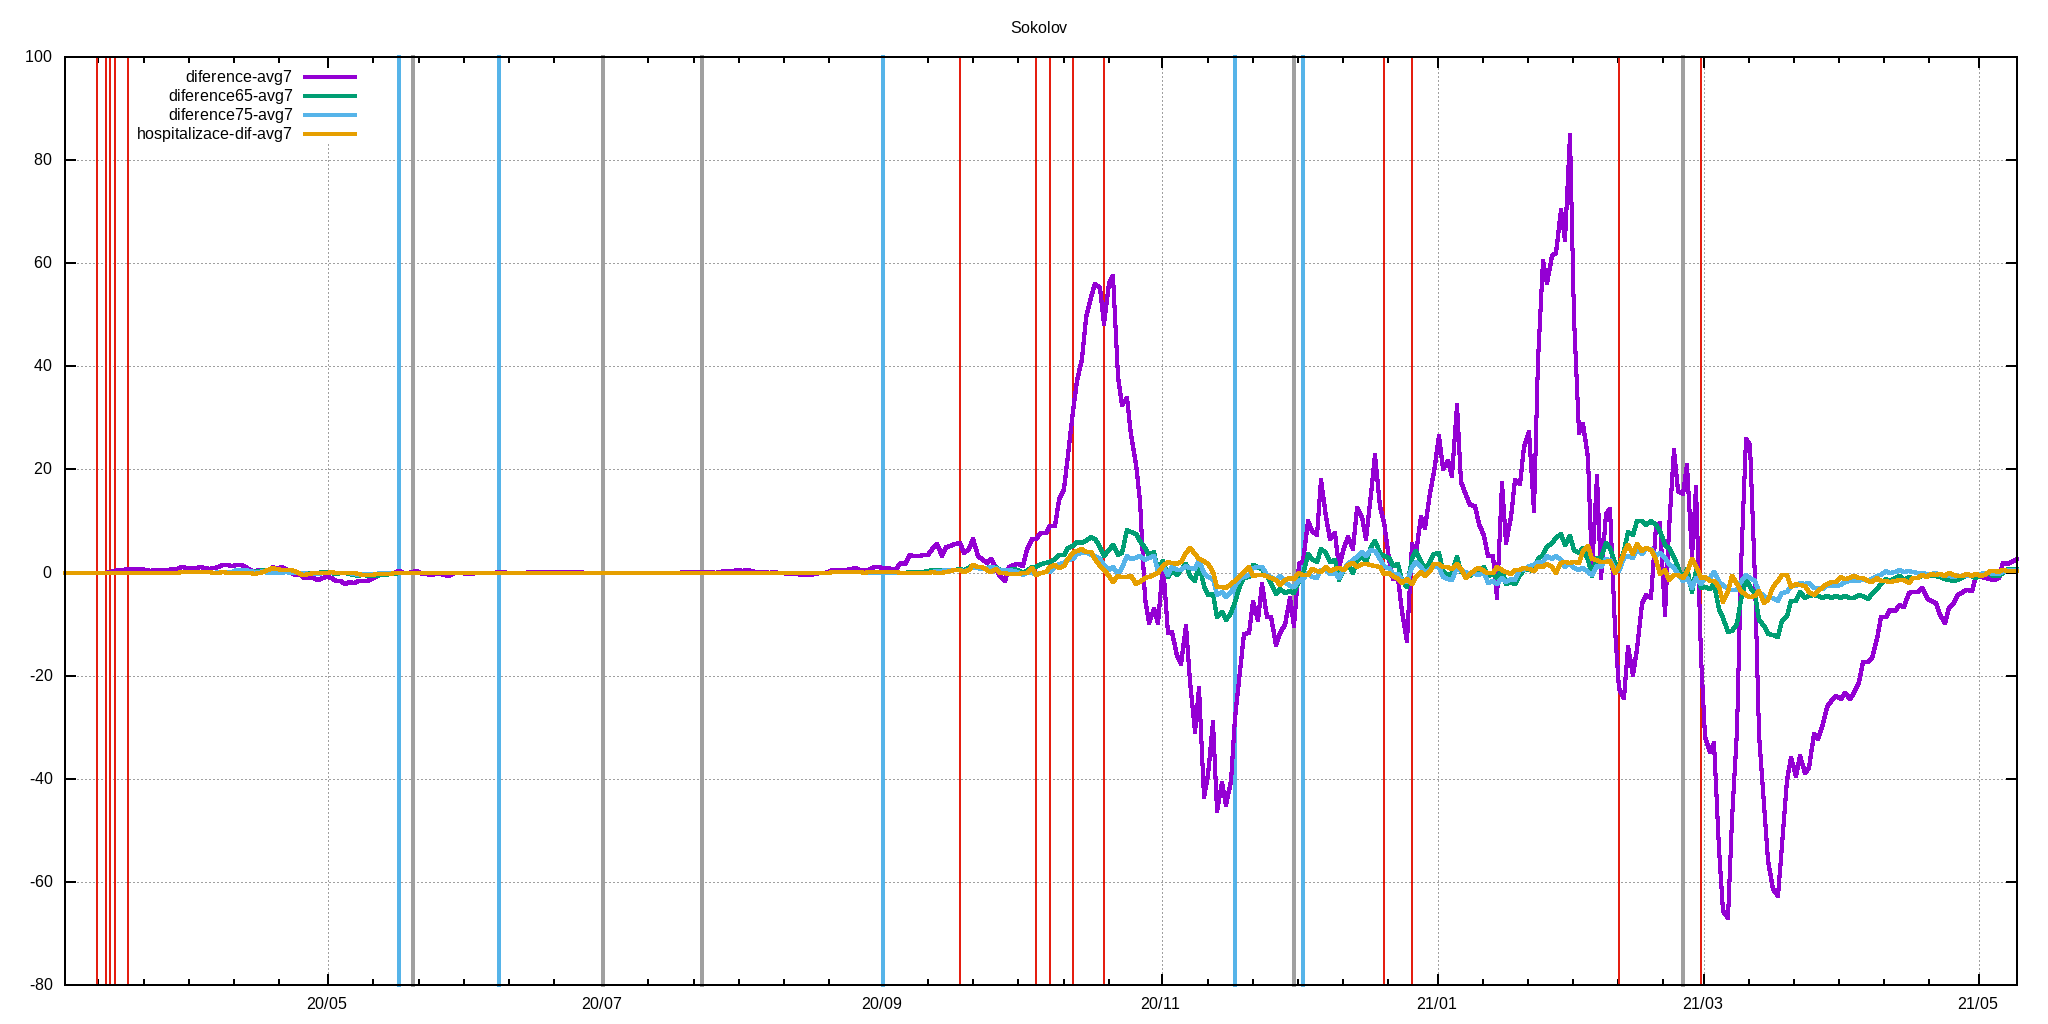 Sokolov
100
80
60
40
20
0
-20
-40
-60
-80
diference-avg7
diference65-avg7
diference75-avg7
hospitalizace-dif-avg7
20/05 20/07 20/09 20/11 21/01 21/03 21/05